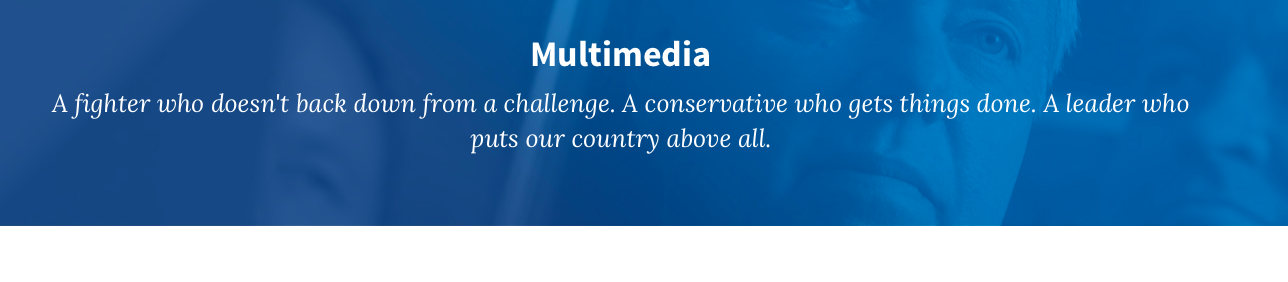 Multimedia
A fighter who doesn't back down from a challenge. A conservative who gets things done. A leader who
puts our country above all.